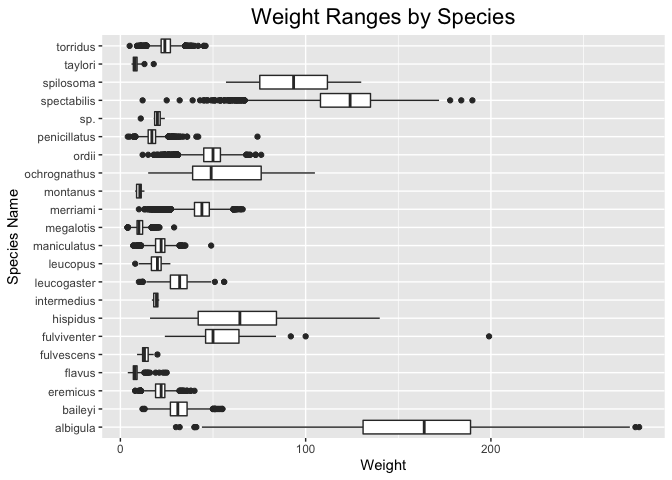 Weight Ranges by Species
Species Name
torridus
taylori
spilosoma
spectabilis
sp.
penicillatus
ordii
ochrognathus
montanus
merriami
megalotis
maniculatus
leucopus
leucogaster
intermedius
hispidus
fulviventer
fulvescens
flavus
eremicus
baileyi
albigula
0 100 200
Weight